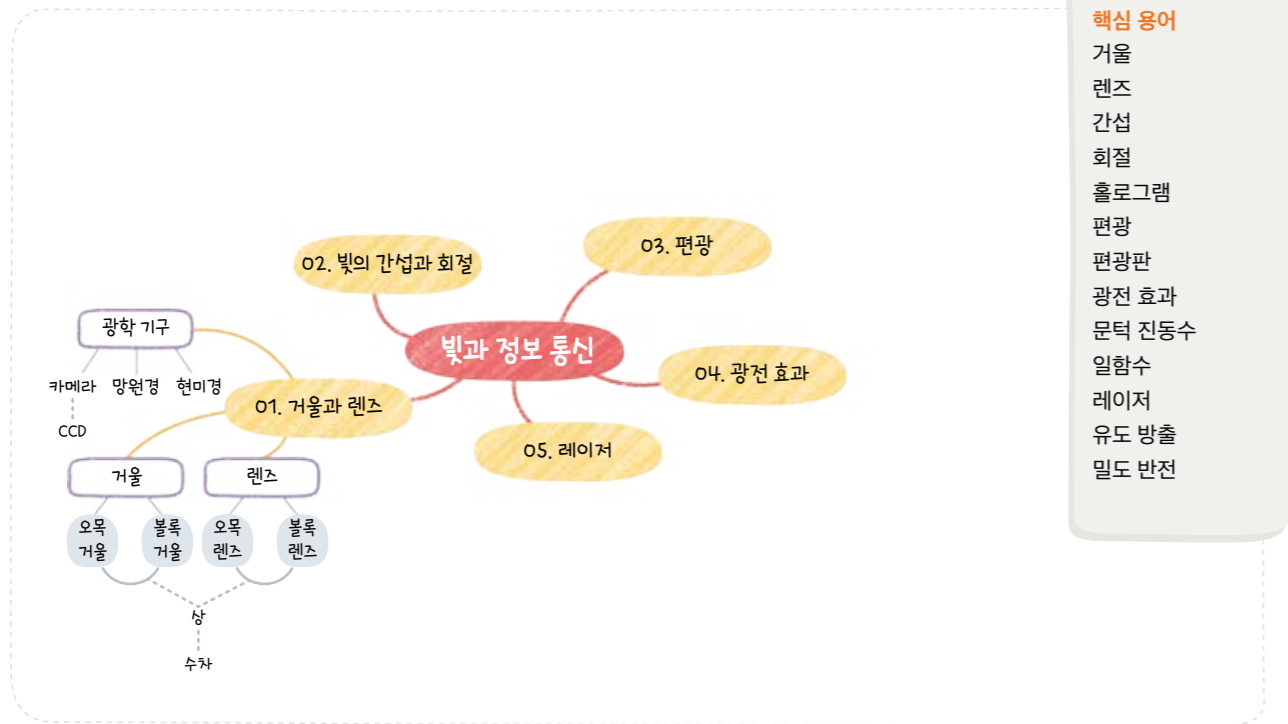 핵심 용어
거울
렌즈
간섭
회절
홀로그램
편광
편광판
광전 효과
문턱 진동수
일함수
레이저
유도 방출
밀도 반전
03. 편광
02. 빛의 간섭과 회절
광학 기구
빛과 정보 통신
04. 광전 효과
카메라 망원경 현미경
01. 거울과 렌즈
CCD
05. 레이저
거울
렌즈
오목
거울
볼록
거울
오목
렌즈
볼록
렌즈
상
수차